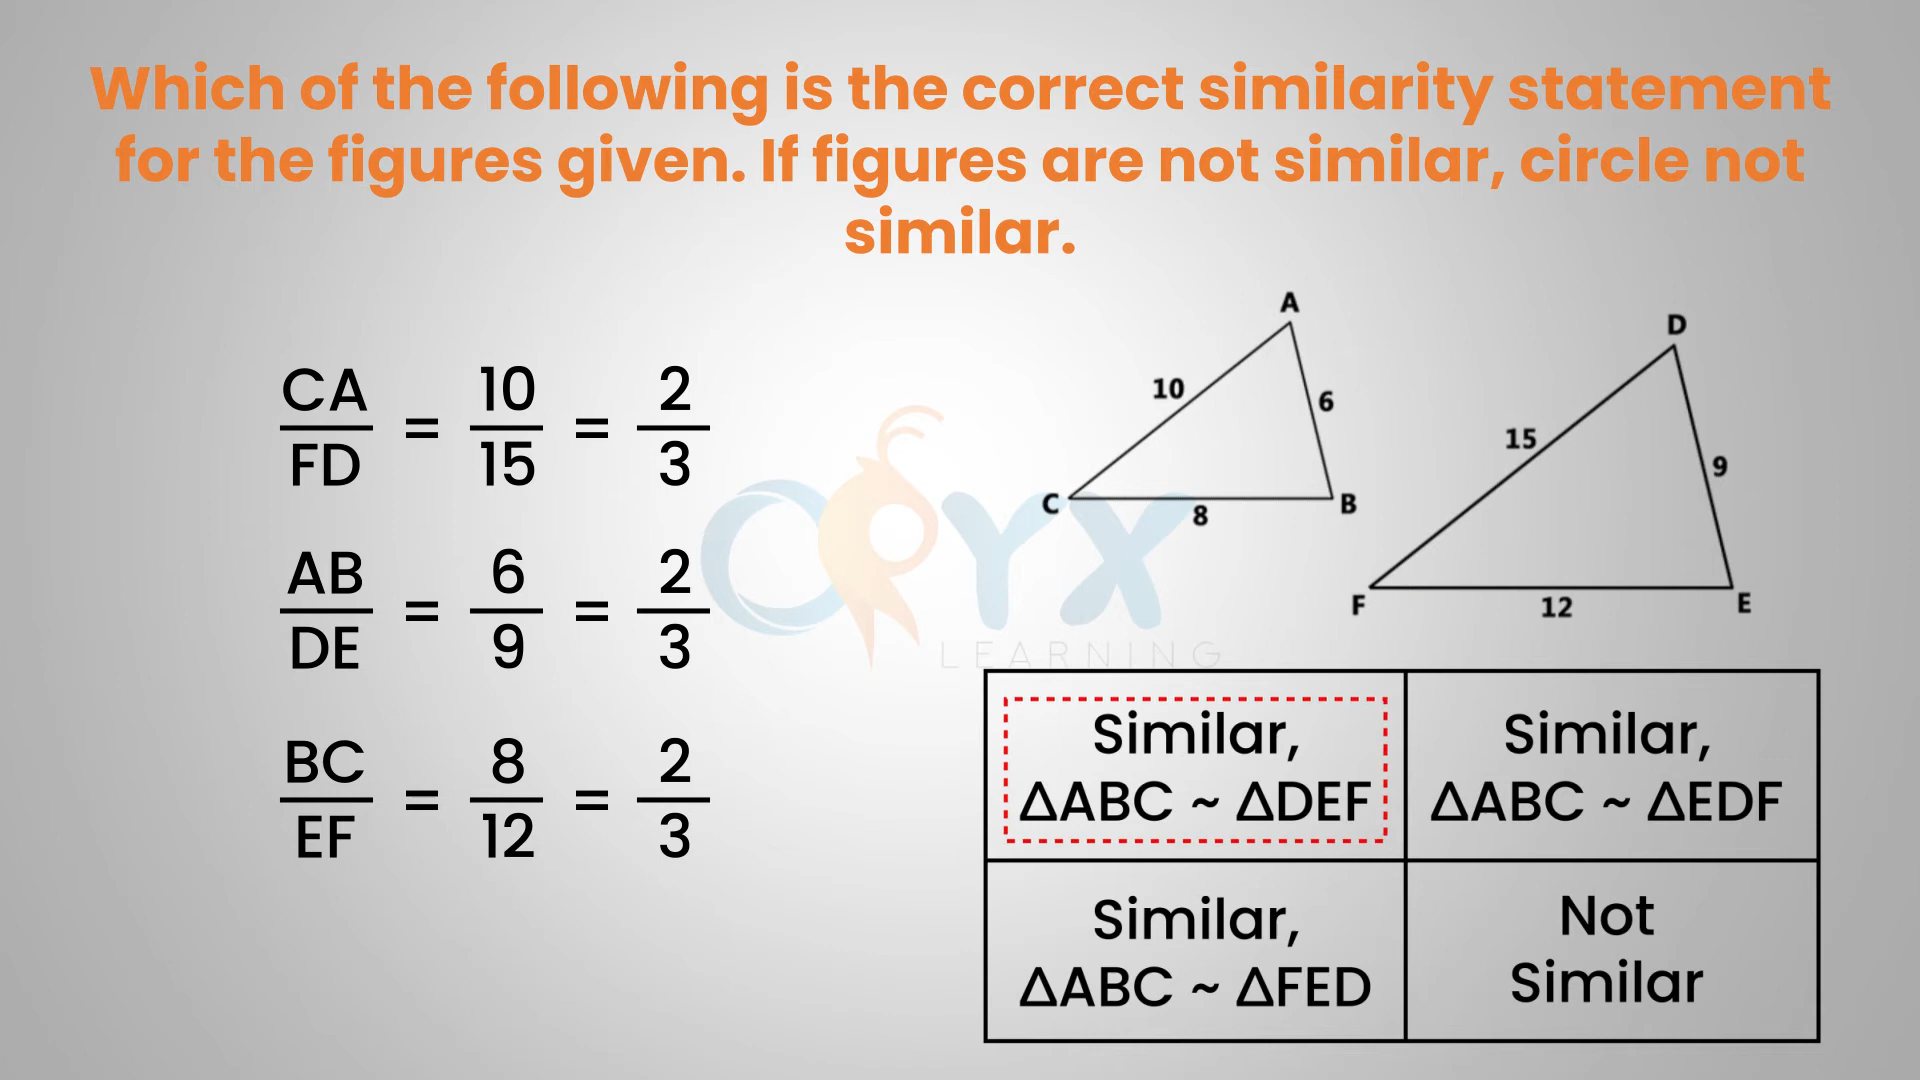 Which of the following is the correct similarity statement
for the figures given. If figures are not similar, circle not
similar.
CA
FD
=
10
15
=
2
3
AB
DE
=
6
9
=
2
3
BC
EF
=
8
12
=
2
3
A
10
6
C
8
B
D
15
9
F
12
E
ORYX
LEARNING
Similar,
ΔABC ~ ΔDEF
Similar,
ΔABC ~ ΔEDF
Similar,
ΔABC ~ ΔFED
Not
Similar